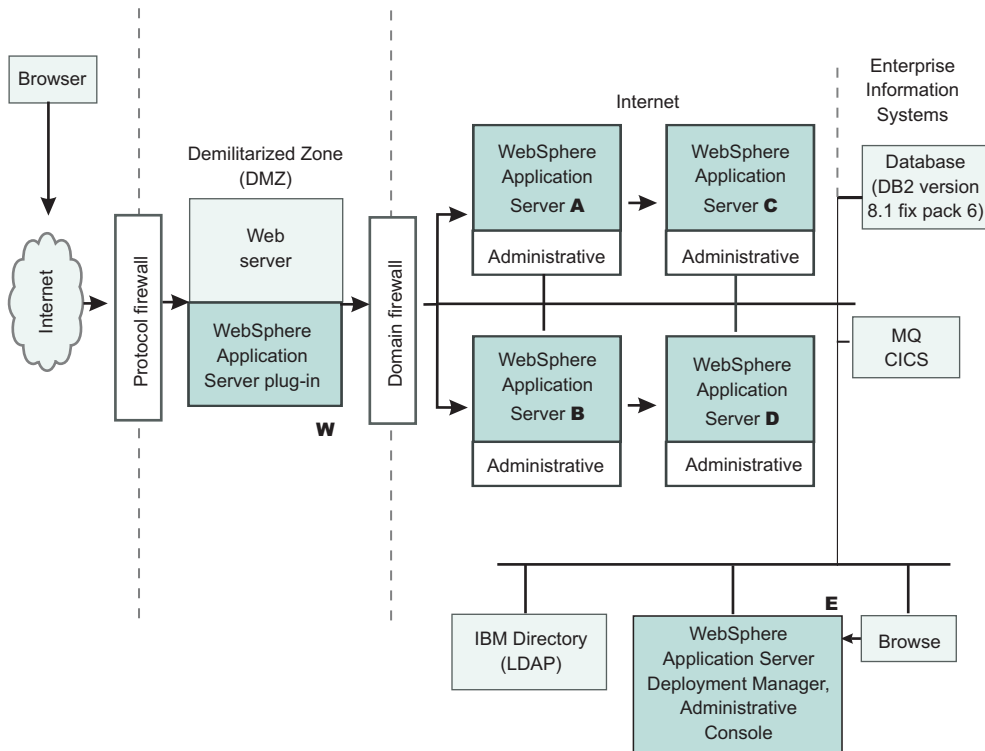 Browser
Internet
Protocol firewall
Demilitarized Zone
(DMZ)
Web
server
WebSphere
Application
Server plug-in
W
Domain firewall
Internet
WebSphere
Application
Server A
Administrative
WebSphere
Application
Server C
Administrative
WebSphere
Application
Server B
Administrative
WebSphere
Application
Server D
Administrative
Enterprise
Information
Systems
Database
(DB2 version
8.1 fix pack 6)
MQ
CICS
IBM Directory
(LDAP)
E
WebSphere
Application Server
Deployment Manager,
Administrative
Console
Browse